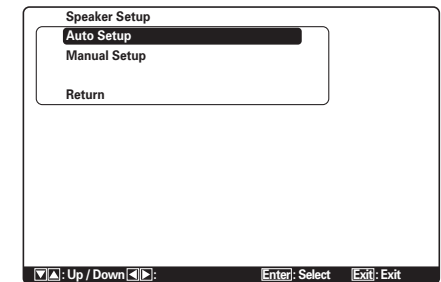 Speaker Setup
Auto Setup
Manual Setup
Return
▼▲: Up / Down ◀▶: Enter: Select Exit: Exit